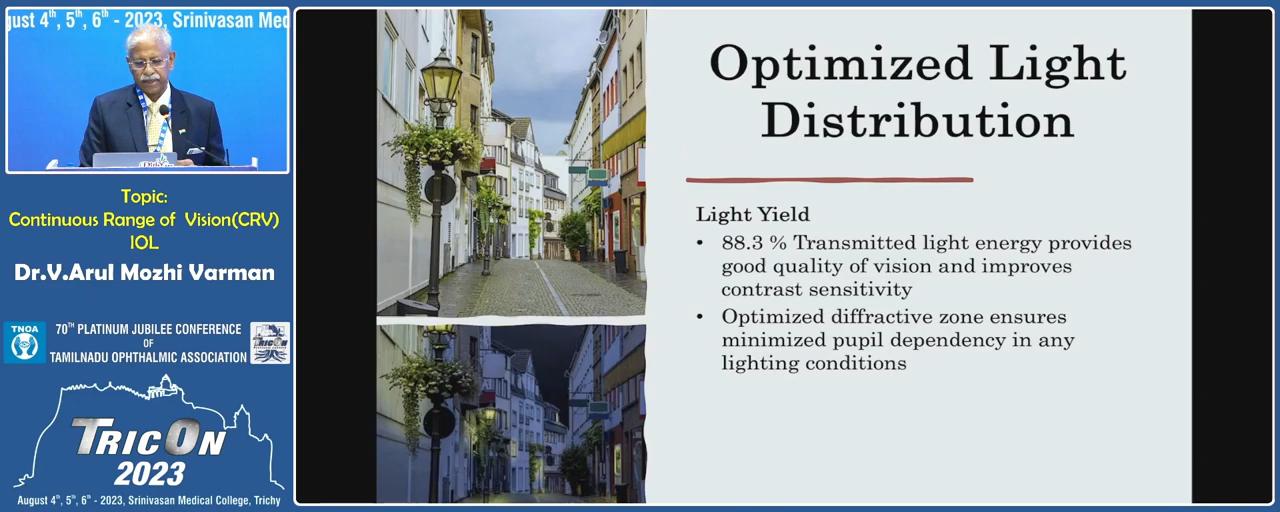 gust 4th, 5th, 6th - 2023, Srinivasan Med
Topic:
Continuous Range of Vision(CRV)
IOL
Dr.V.Arul Mozhi Varman
TNOA
70TH PLATINUM JUBILEE CONFERENCE
OF
TAMILNADU OPHTHALMIC ASSOCIATION
TRICON
TRICON
2023
August 4th, 5th, 6th - 2023, Srinivasan Medical College, Trichy
Optimized Light
Distribution
Light Yield
• 88.3 % Transmitted light energy provides
good quality of vision and improves
contrast sensitivity
• Optimized diffractive zone ensures
minimized pupil dependency in any
lighting conditions